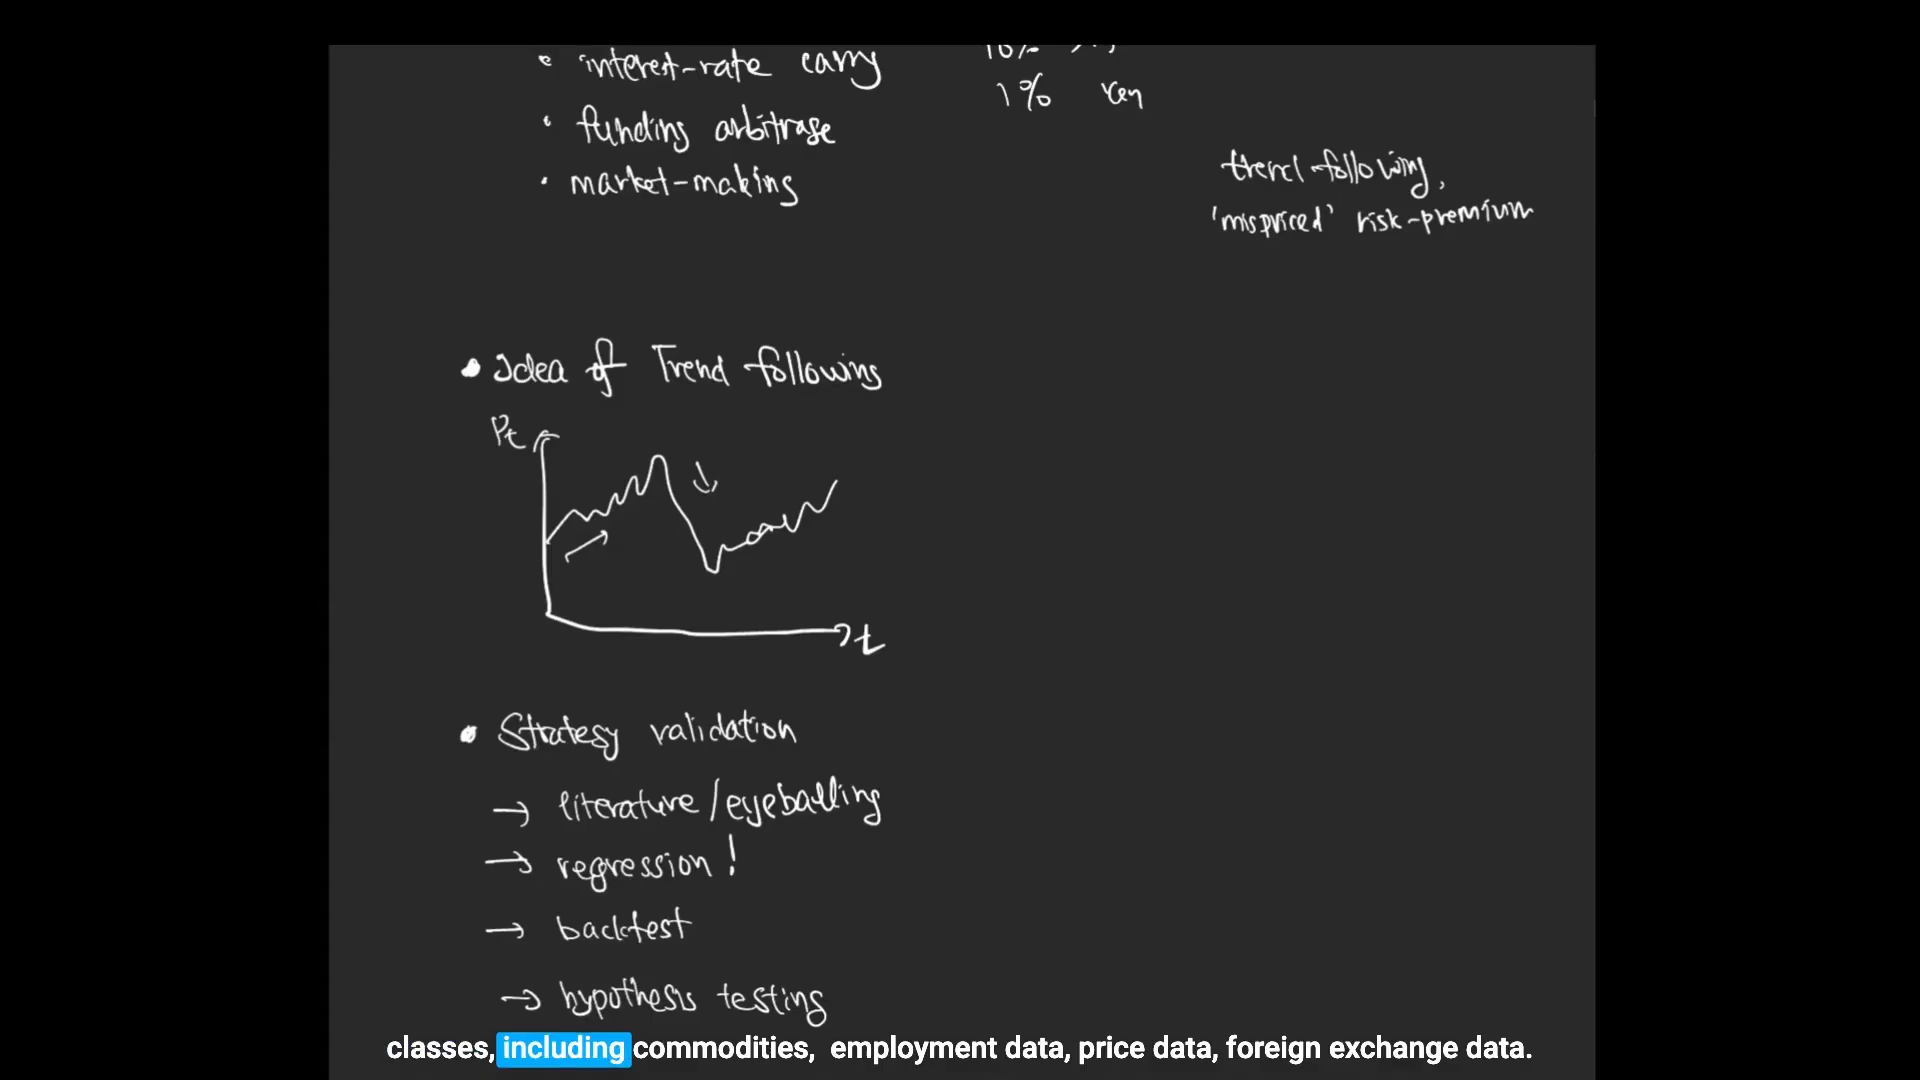 • interest-rate carry
1% Yen
• funding arbitrage
• market-making
trend-following,
'mispriced' risk-premium
• Idea of Trend following
Pt
t
• Strategy validation
→ literature/eyeballing
→ regression!
→ backtest
→ hypothesis testing
classes, including commodities, employment data, price data, foreign exchange data.